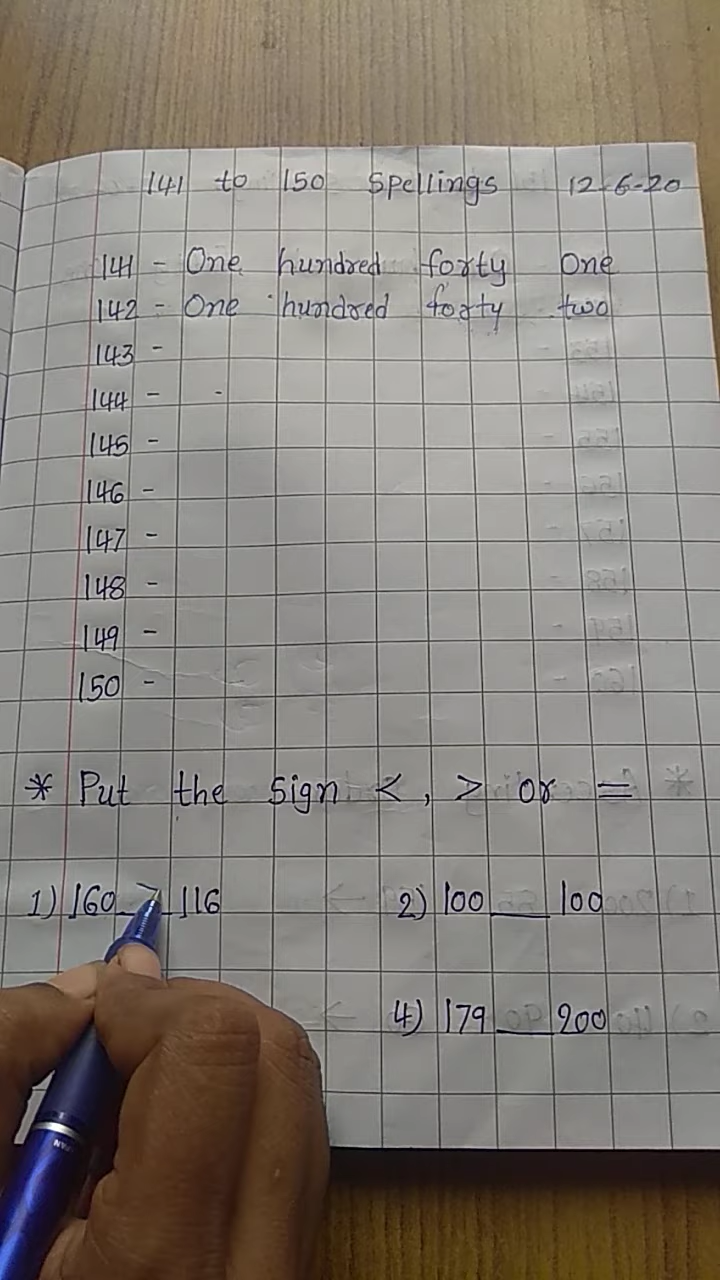 141 to 150 Spellings 12-6-20
141 - One hundred forty One
142 - One hundred forty two
143 -
144 -
145 -
146 -
147 -
148 -
149 -
150 -
* Put the sign <, > or =
1) 160 > 116 2) 100 ___ 100
4) 179 ___ 200